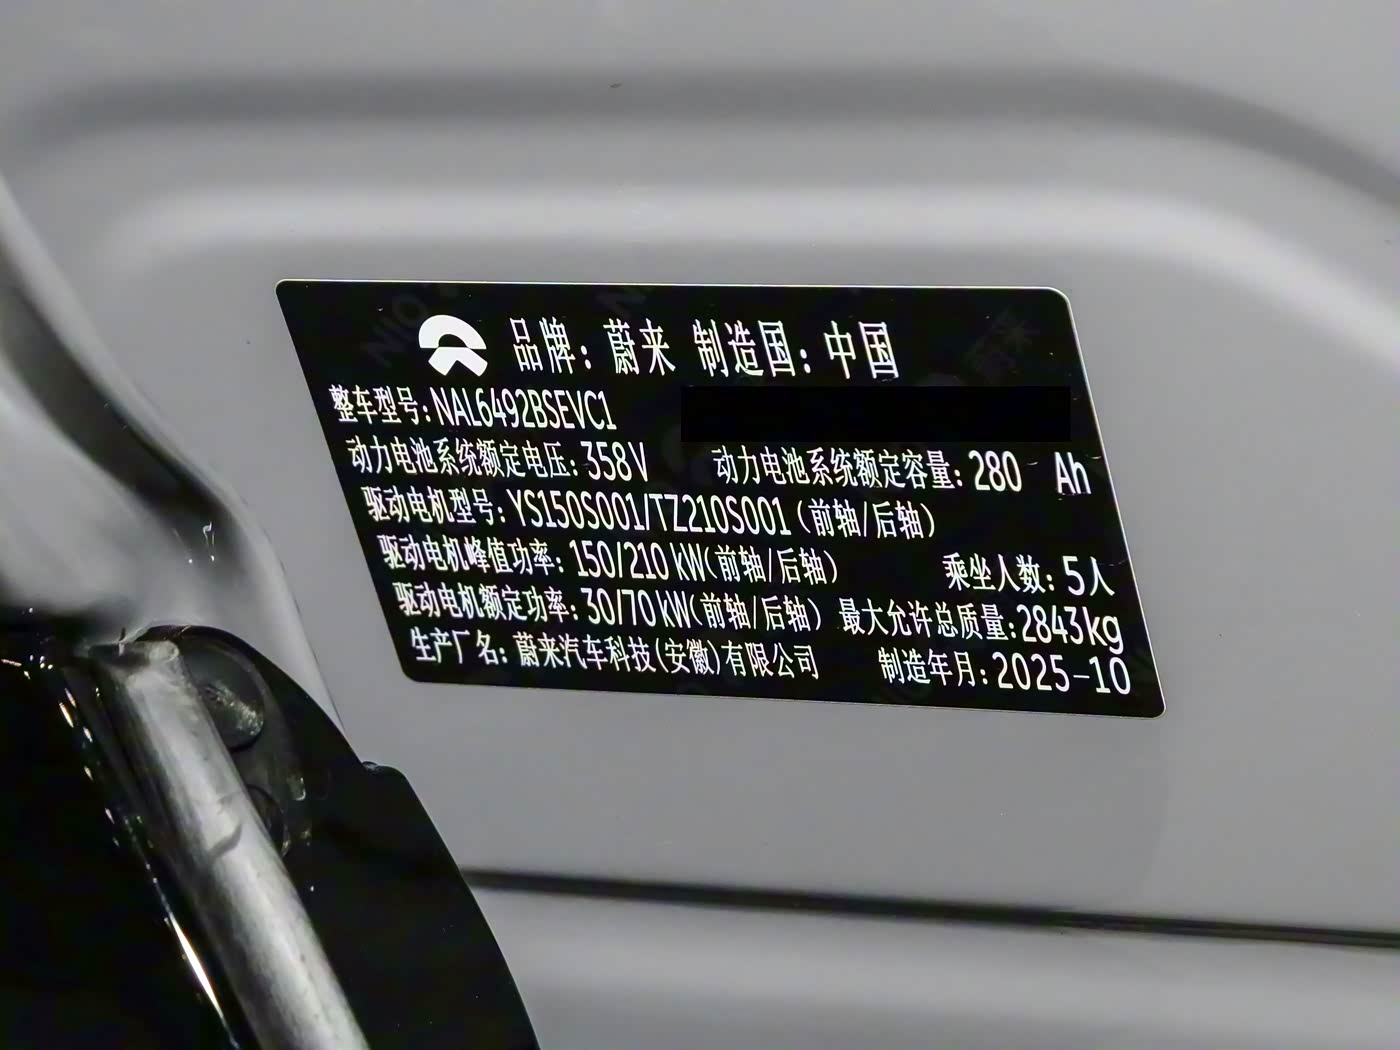 品牌：蔚来 制造国：中国
整车型号：NAL6492BSEVC1
动力电池系统额定电压：358V 动力电池系统额定容量：280 Ah
驱动电机型号：YS150S001/TZ210S001（前轴/后轴）
驱动电机峰值功率：150/210 kW（前轴/后轴） 乘坐人数：5人
驱动电机额定功率：30/70 kW（前轴/后轴） 最大允许总质量：2843kg
生产厂名：蔚来汽车科技（安徽）有限公司 制造年月：2025-10